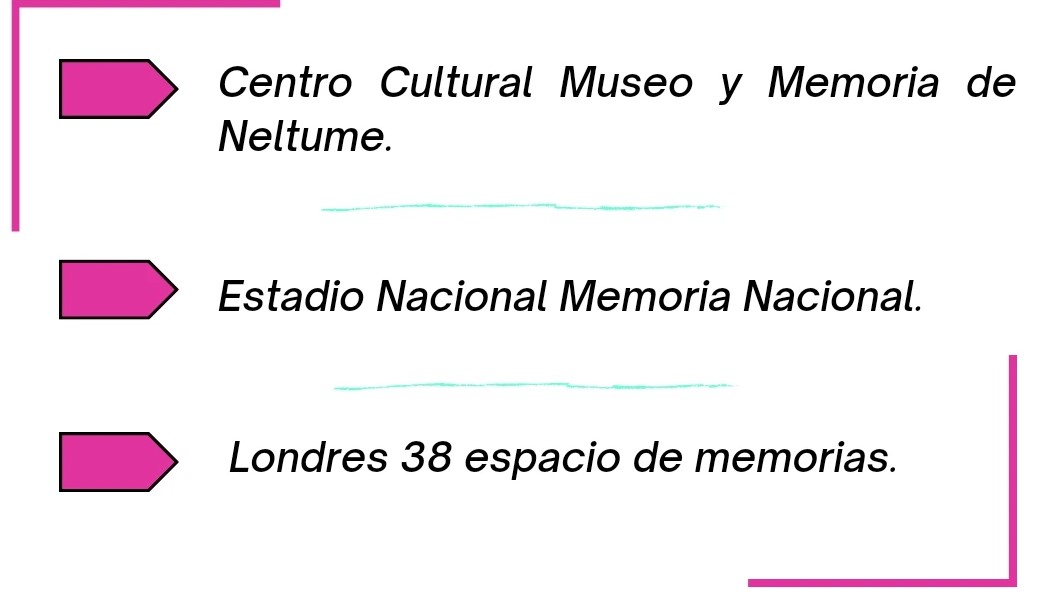 Centro Cultural Museo y Memoria de
Neltume.
Estadio Nacional Memoria Nacional.
Londres 38 espacio de memorias.